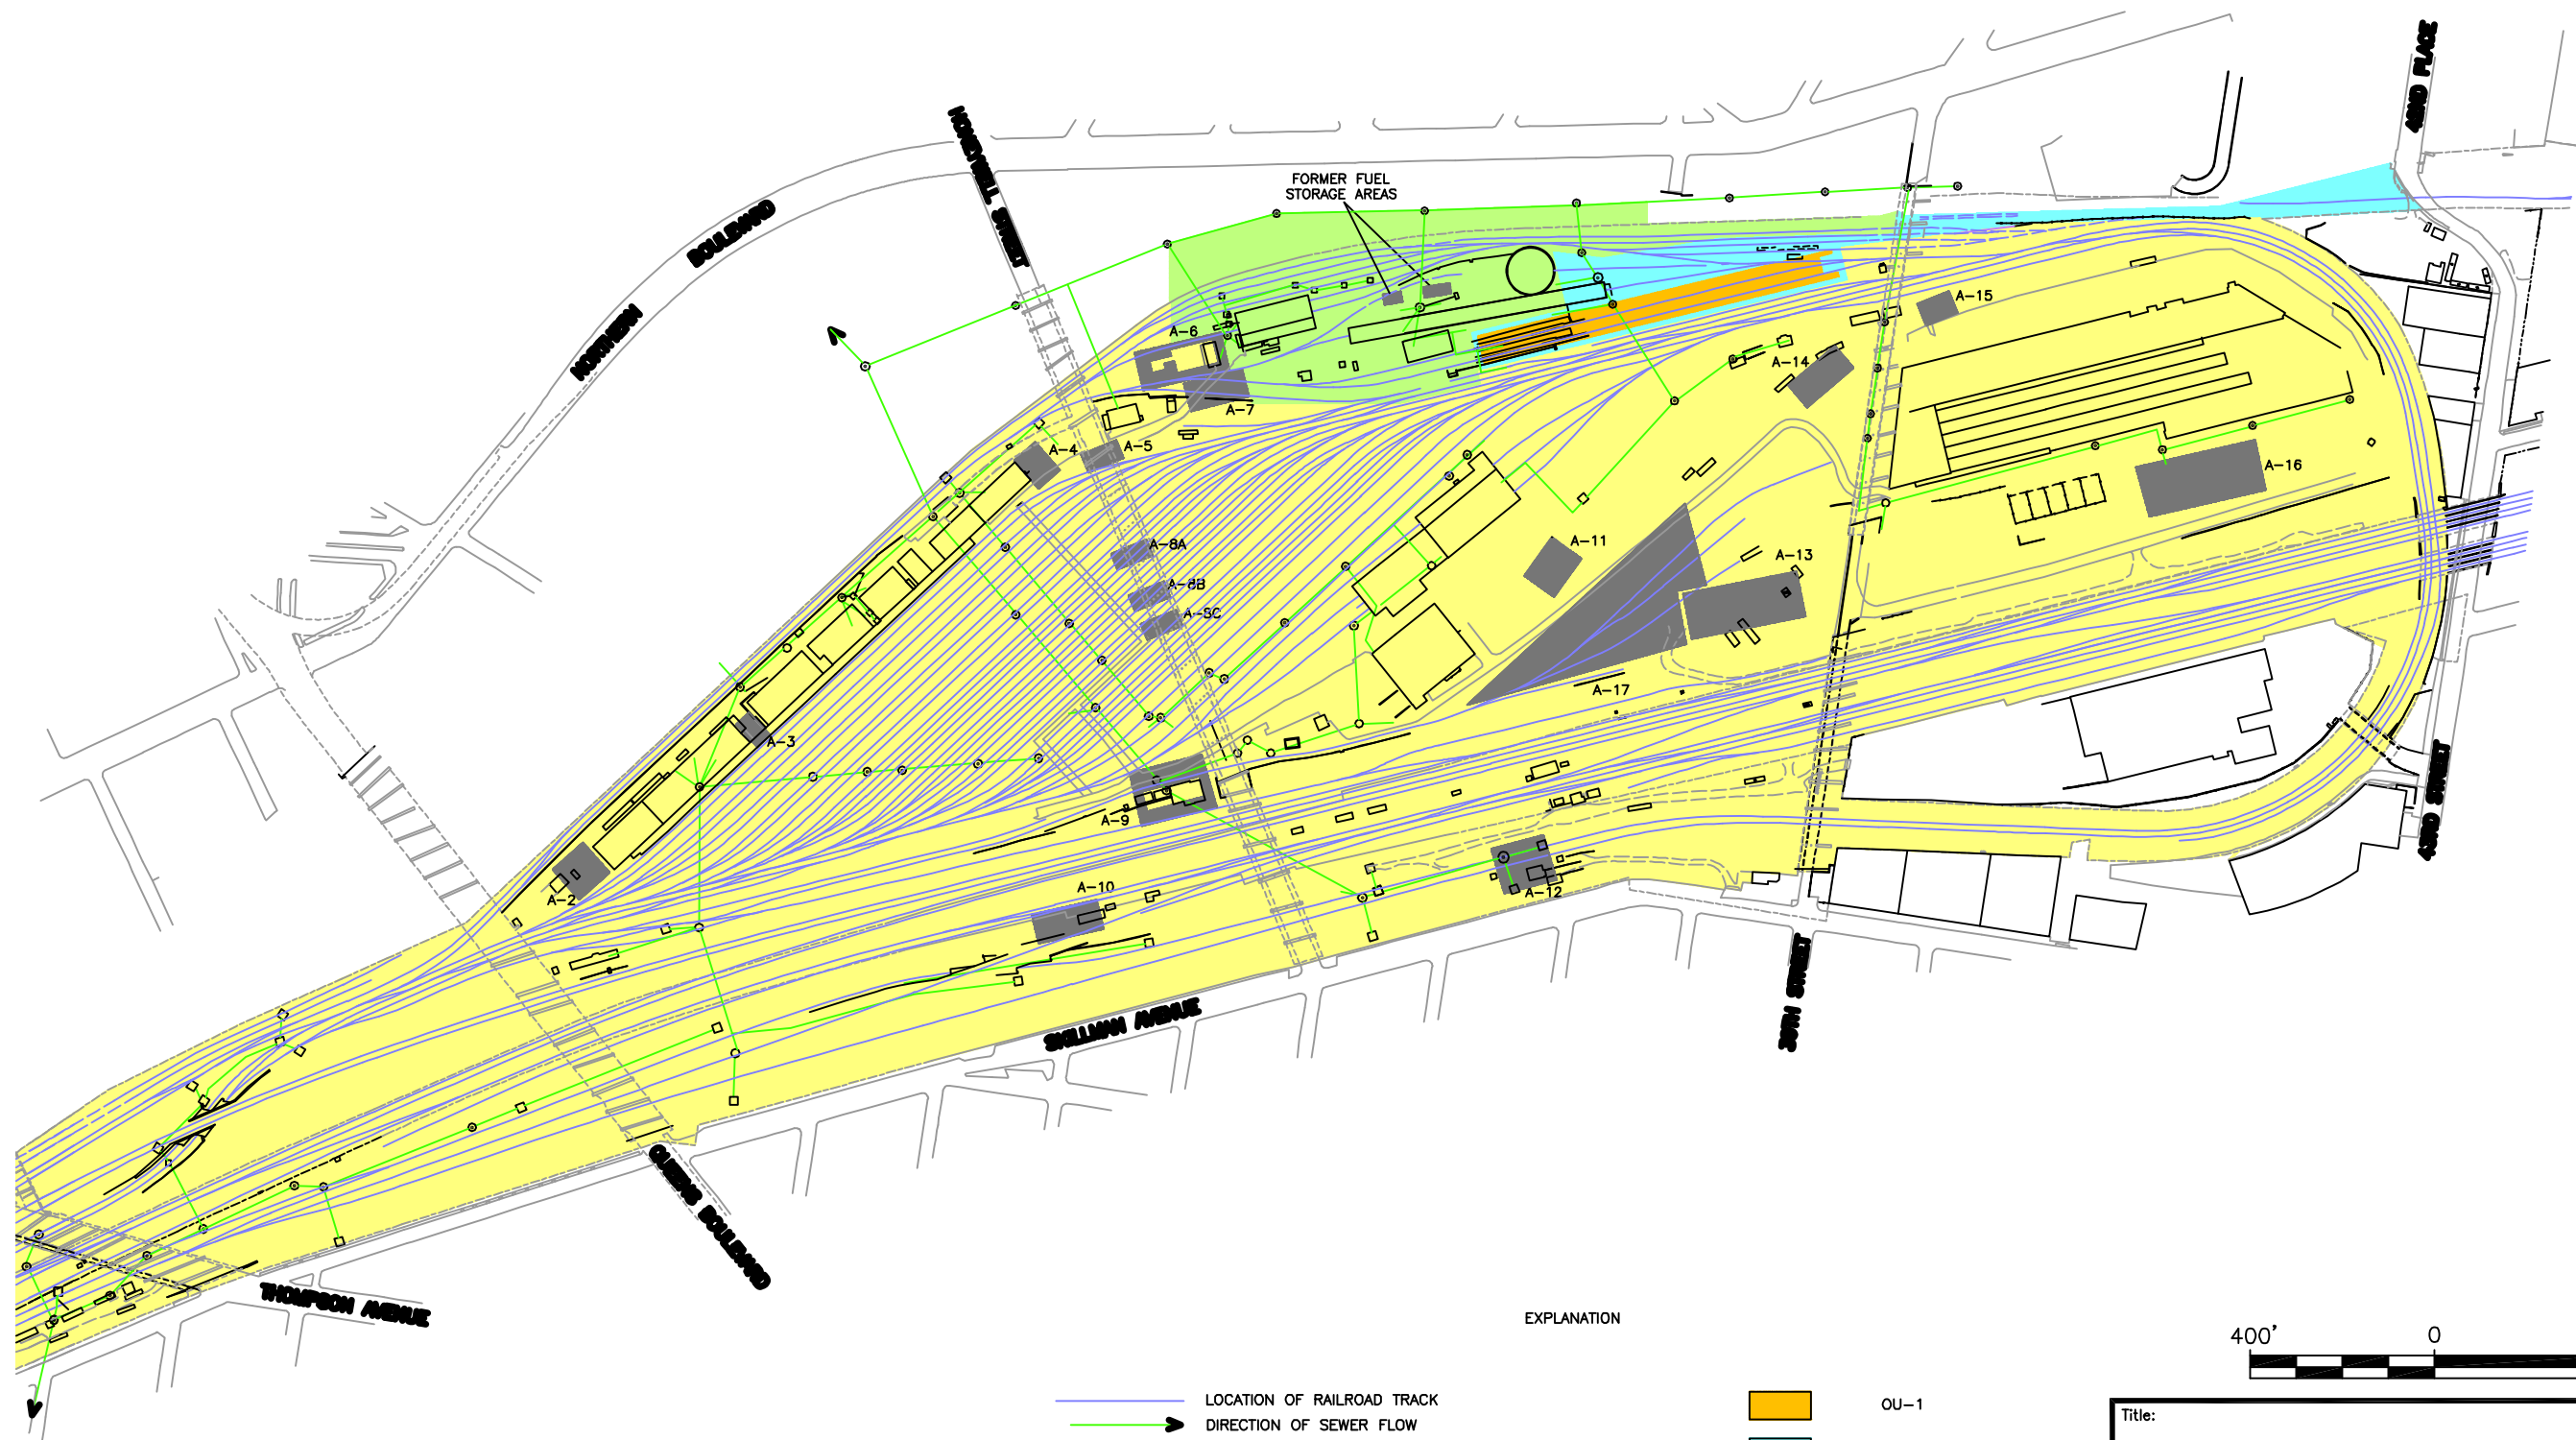 42ND PLACE
HONEYWELL STREET
FORMER FUEL
STORAGE AREAS
NORTHERN BOULEVARD
A-15
A-6
A-14
A-7
A-5
A-4
A-16
A-11
A-8A
A-13
A-8B
A-8C
A-17
A-3
43RD STREET
A-9
A-10
A-12
A-2
39TH STREET
SKILLMAN AVENUE
QUEENS BOULEVARD
THOMPSON AVENUE
EXPLANATION
400' 0
LOCATION OF RAILROAD TRACK
DIRECTION OF SEWER FLOW
OU-1
Title: